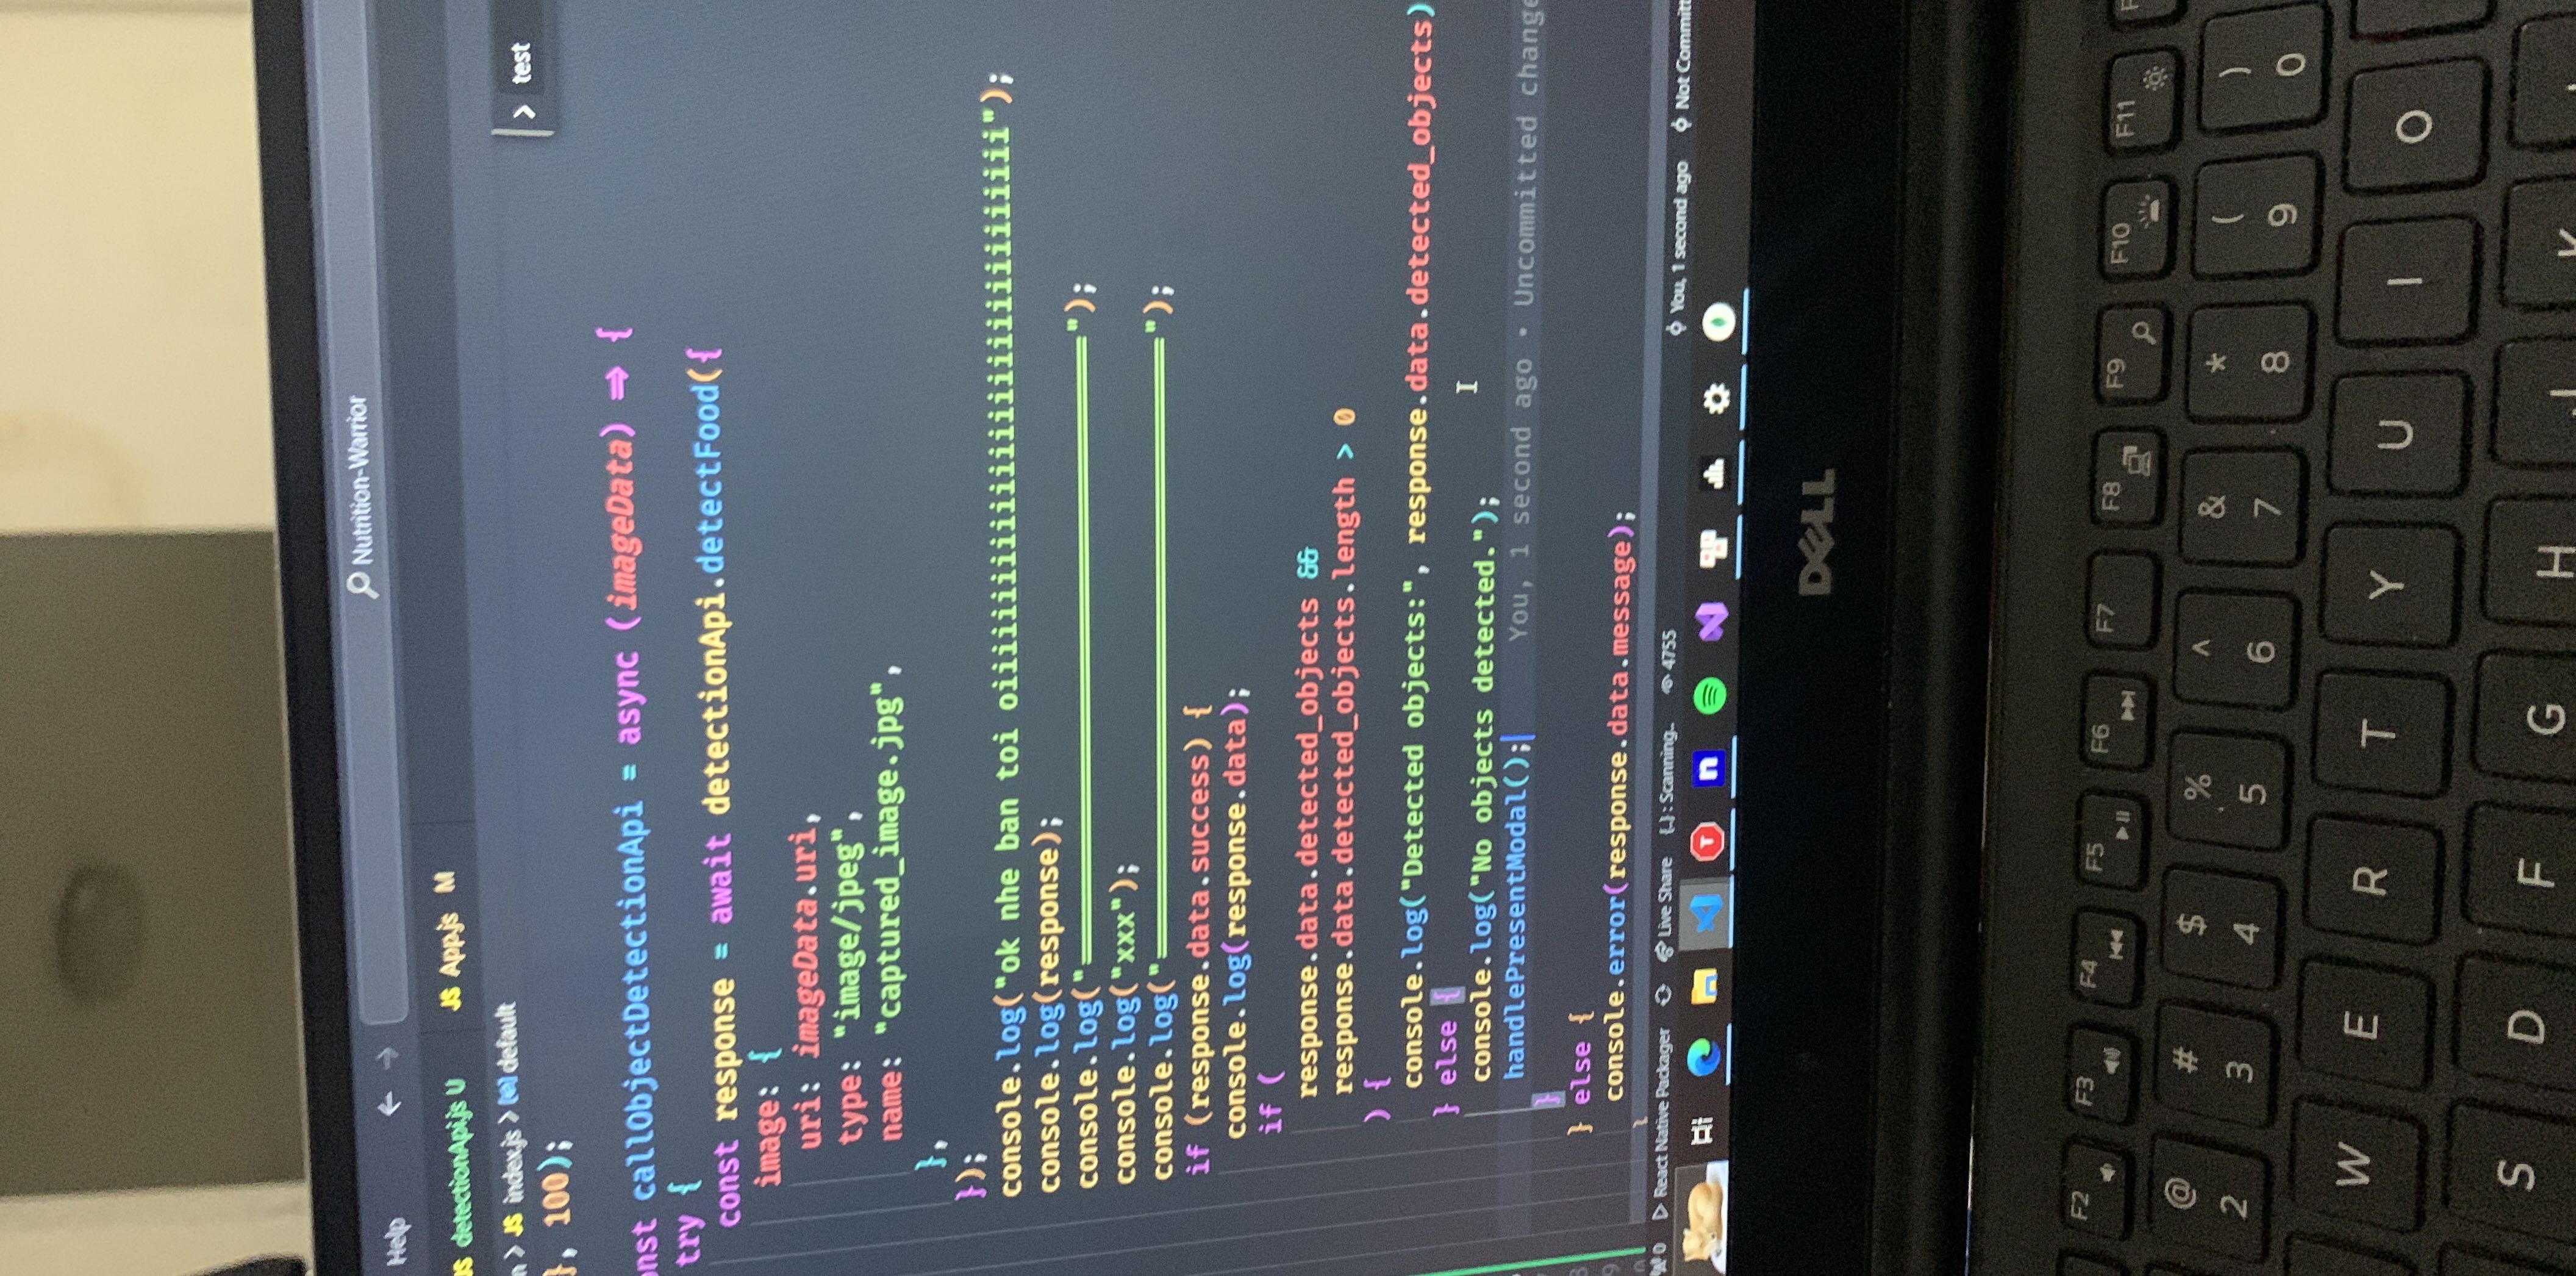 Help ← → Nutrition-Warrior
JS detectionApi.js U JS App.js M
n > JS index.js > default
> test
}, 100);
onst callObjectDetectionApi = async (imageData) => {
try {
const response = await detectionApi.detectFood({
image: {
uri: imageData.uri,
type: "image/jpeg",
name: "captured_image.jpg",
},
});
console.log("ok nhe ban toi oiiiiiiiiiiiiiiiiiiiiiiiiiiiiiiii");
console.log(response);
console.log("==================================");
console.log("xxx");
console.log("==================================");
if (response.data.success) {
console.log(response.data);
if (
response.data.detected_objects &&
response.data.detected_objects.length > 0
) {
console.log("Detected objects:", response.data.detected_objects)
} else {
console.log("No objects detected.");
handlePresentModal(); You, 1 second ago • Uncommitted change
}
} else {
console.error(response.data.message);
}
0 React Native Packager Live Share {..} : Scanning.. 4755 You, 1 second ago Not Committ
T n
DELL
F2 F3 F4 F5 F6 F7 F8 F9 F10 F11 F
@ # $ % ^ & * ( )
2 3 4 5 6 7 8 9 0
W E R T Y U I O
S D F G H J K